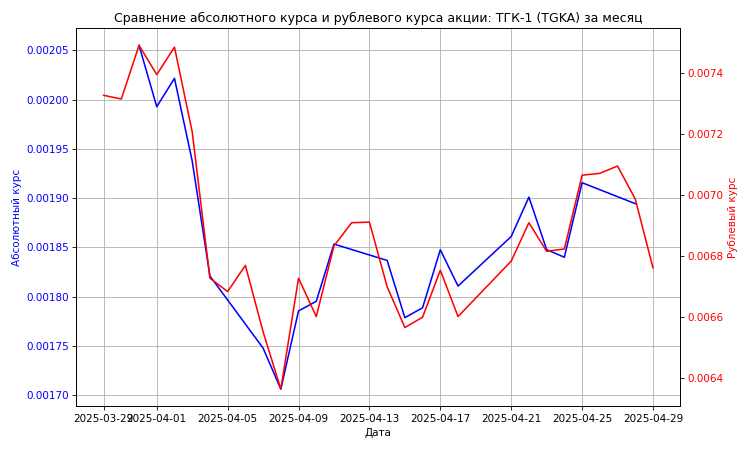 Сравнение абсолютного курса и рублевого курса акции: ТГК-1 (TGKA) за месяц
0.00205
0.00200
0.00195
0.00190
0.00185
0.00180
0.00175
0.00170
Абсолютный курс
0.0074
0.0072
0.0070
0.0068
0.0066
0.0064
Рублевый курс
2025-03-29 2025-04-01 2025-04-05 2025-04-09 2025-04-13 2025-04-17 2025-04-21 2025-04-25 2025-04-29
Дата